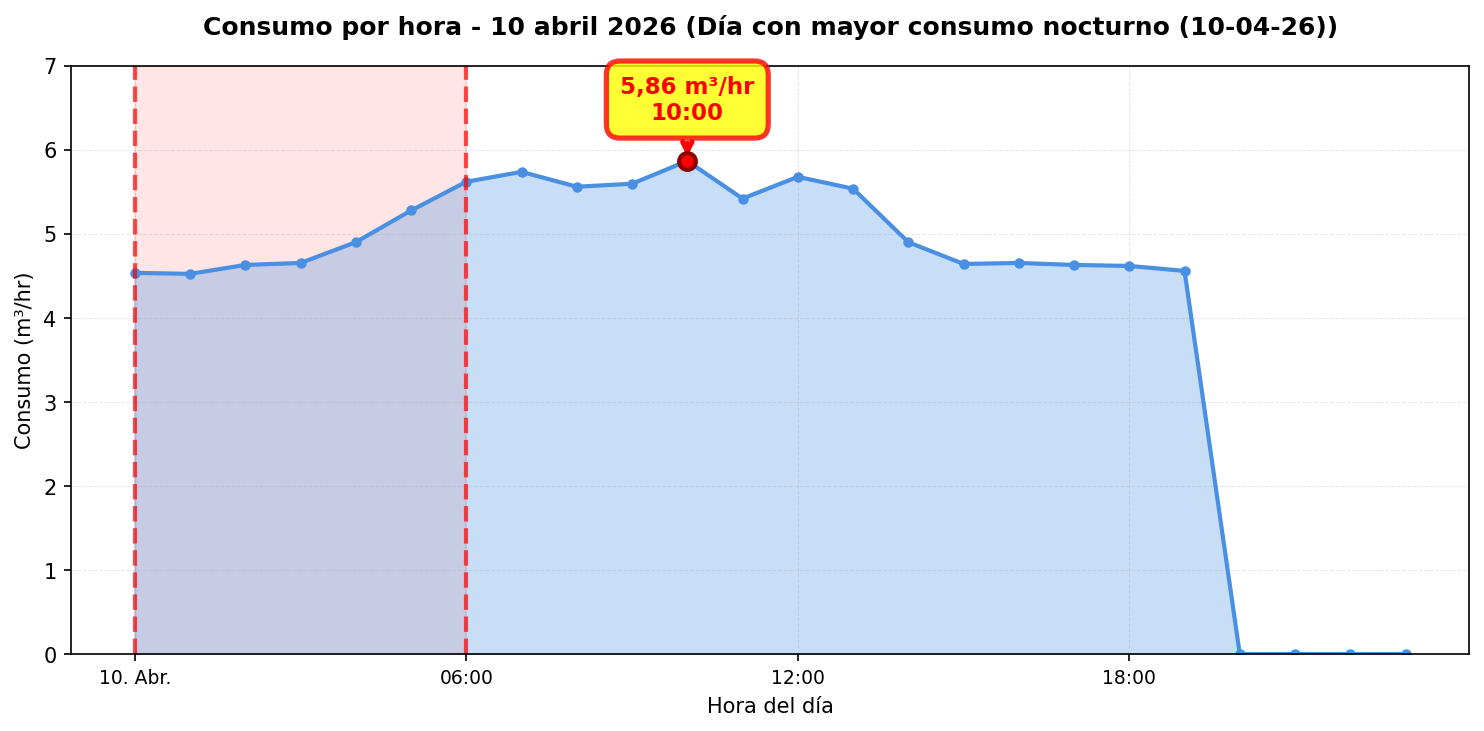 Consumo por hora - 10 abril 2026 (Día con mayor consumo nocturno (10-04-26))
5,86 m³/hr
10:00
Consumo (m³/hr)
7
6
5
4
3
2
1
0
10. Abr.
06:00
12:00
18:00
Hora del día